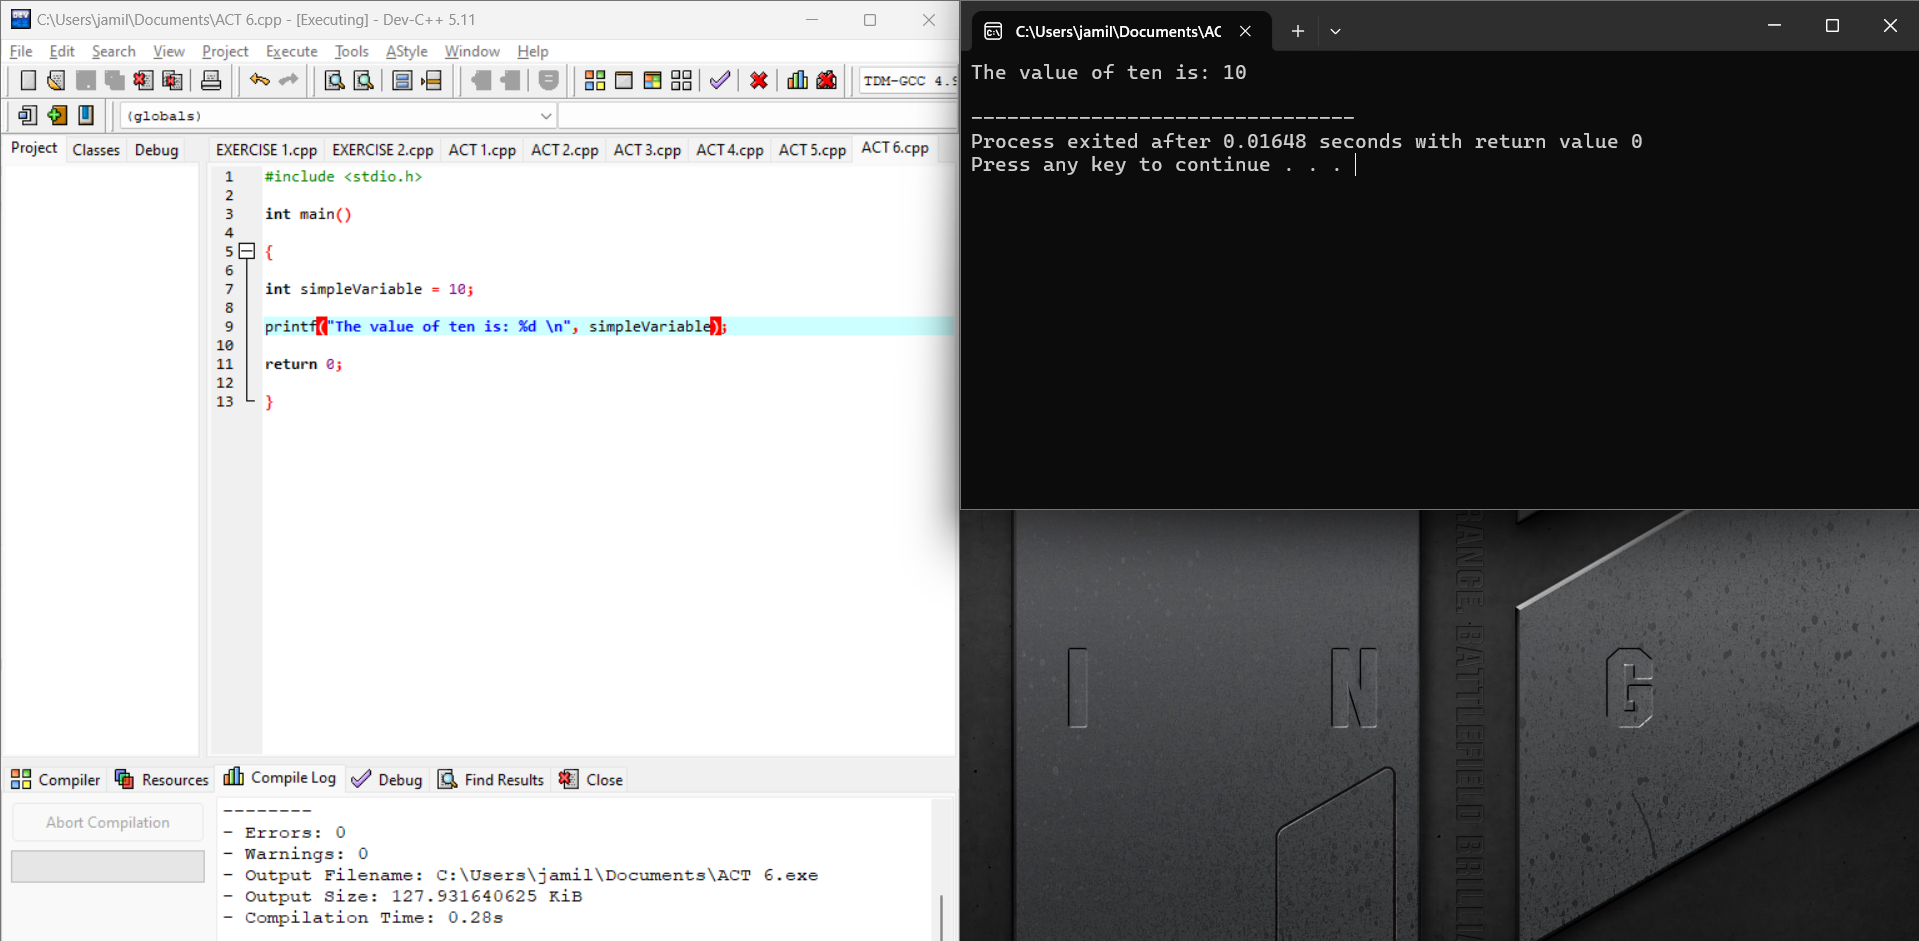 C:\Users\jamil\Documents\ACT 6.cpp - [Executing] - Dev-C++ 5.11
File Edit Search View Project Execute Tools AStyle Window Help
TDM-GCC 4.9
(globals)
Project Classes Debug
EXERCISE 1.cpp EXERCISE 2.cpp ACT 1.cpp ACT 2.cpp ACT 3.cpp ACT 4.cpp ACT 5.cpp ACT 6.cpp
1 #include <stdio.h>
2
3 int main()
4
5 {
6
7 int simpleVariable = 10;
8
9 printf("The value of ten is: %d \n", simpleVariable);
10
11 return 0;
12
13 }
Compiler Resources Compile Log Debug Find Results Close
Abort Compilation
--------
- Errors: 0
- Warnings: 0
- Output Filename: C:\Users\jamil\Documents\ACT 6.exe
- Output Size: 127.931640625 KiB
- Compilation Time: 0.28s
C:\Users\jamil\Documents\AC
The value of ten is: 10
--------------------------------
Process exited after 0.01648 seconds with return value 0
Press any key to continue . . .
I N G
RANCE, BATTLEFIELD